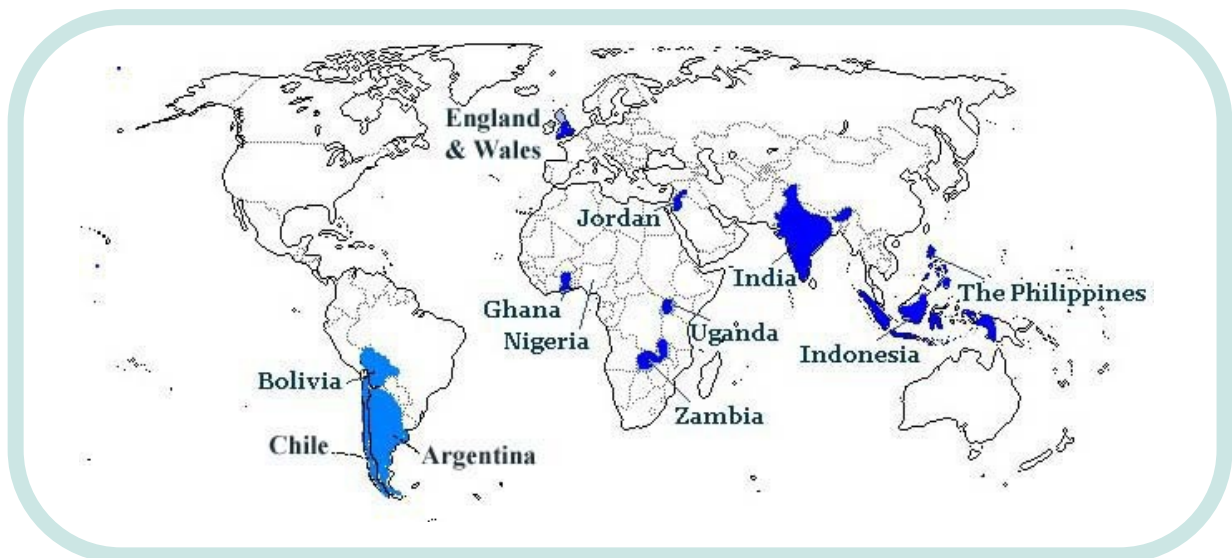 England
& Wales
Jordan
India
The Philippines
Ghana
Nigeria
Uganda
Indonesia
Bolivia
Zambia
Chile
Argentina